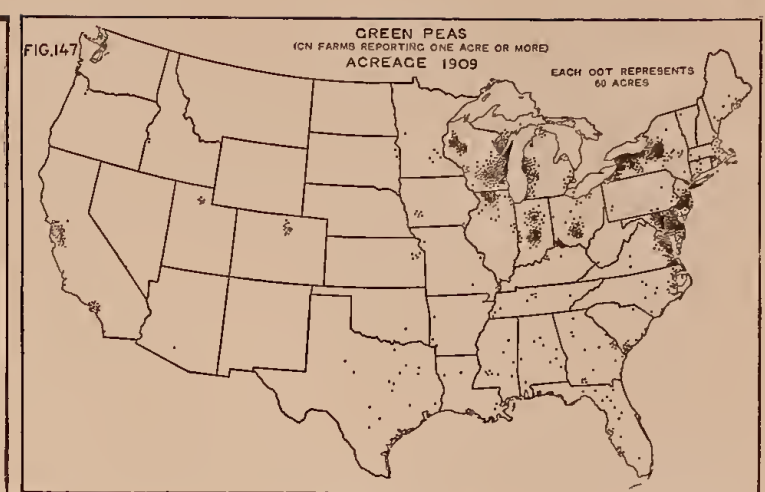 FIG.147
GREEN PEAS
(ON FARMS REPORTING ONE ACRE OR MORE)
ACREAGE 1909
EACH DOT REPRESENTS
60 ACRES